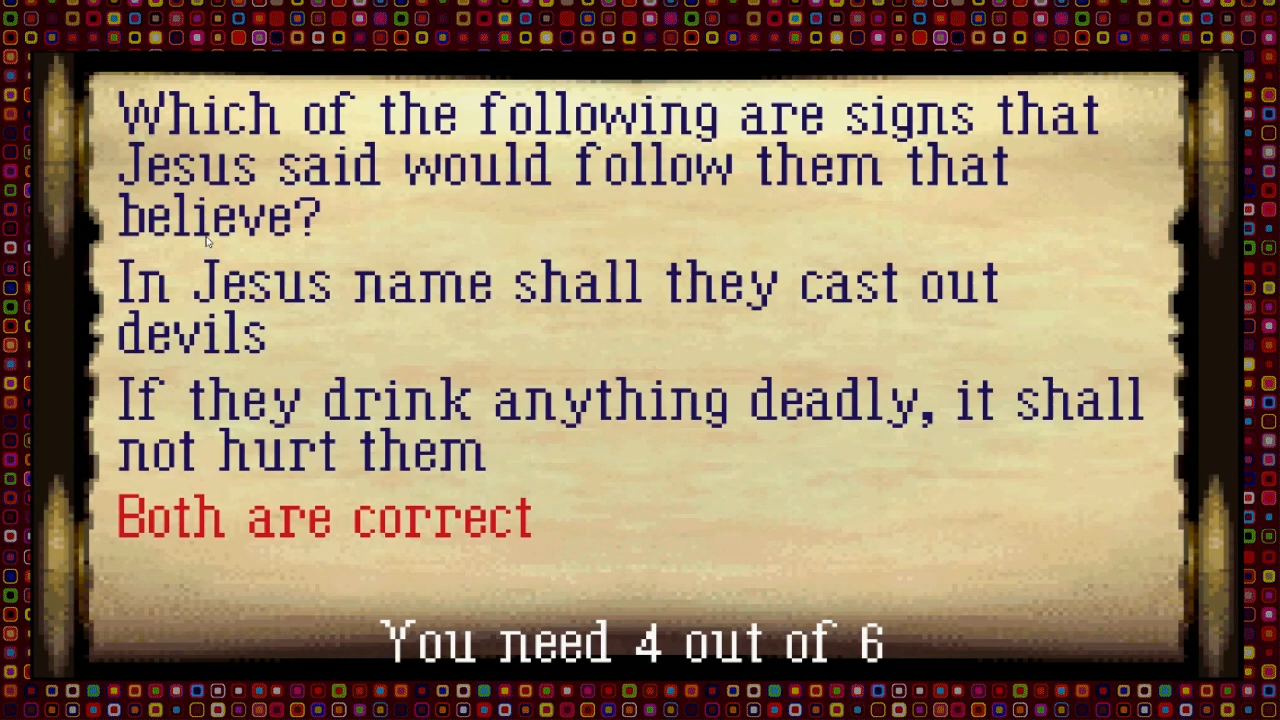 Which of the following are signs that
Jesus said would follow them that
believe?
In Jesus name shall they cast out
devils
If they drink anything deadly, it shall
not hurt them
Both are correct
You need 4 out of 6